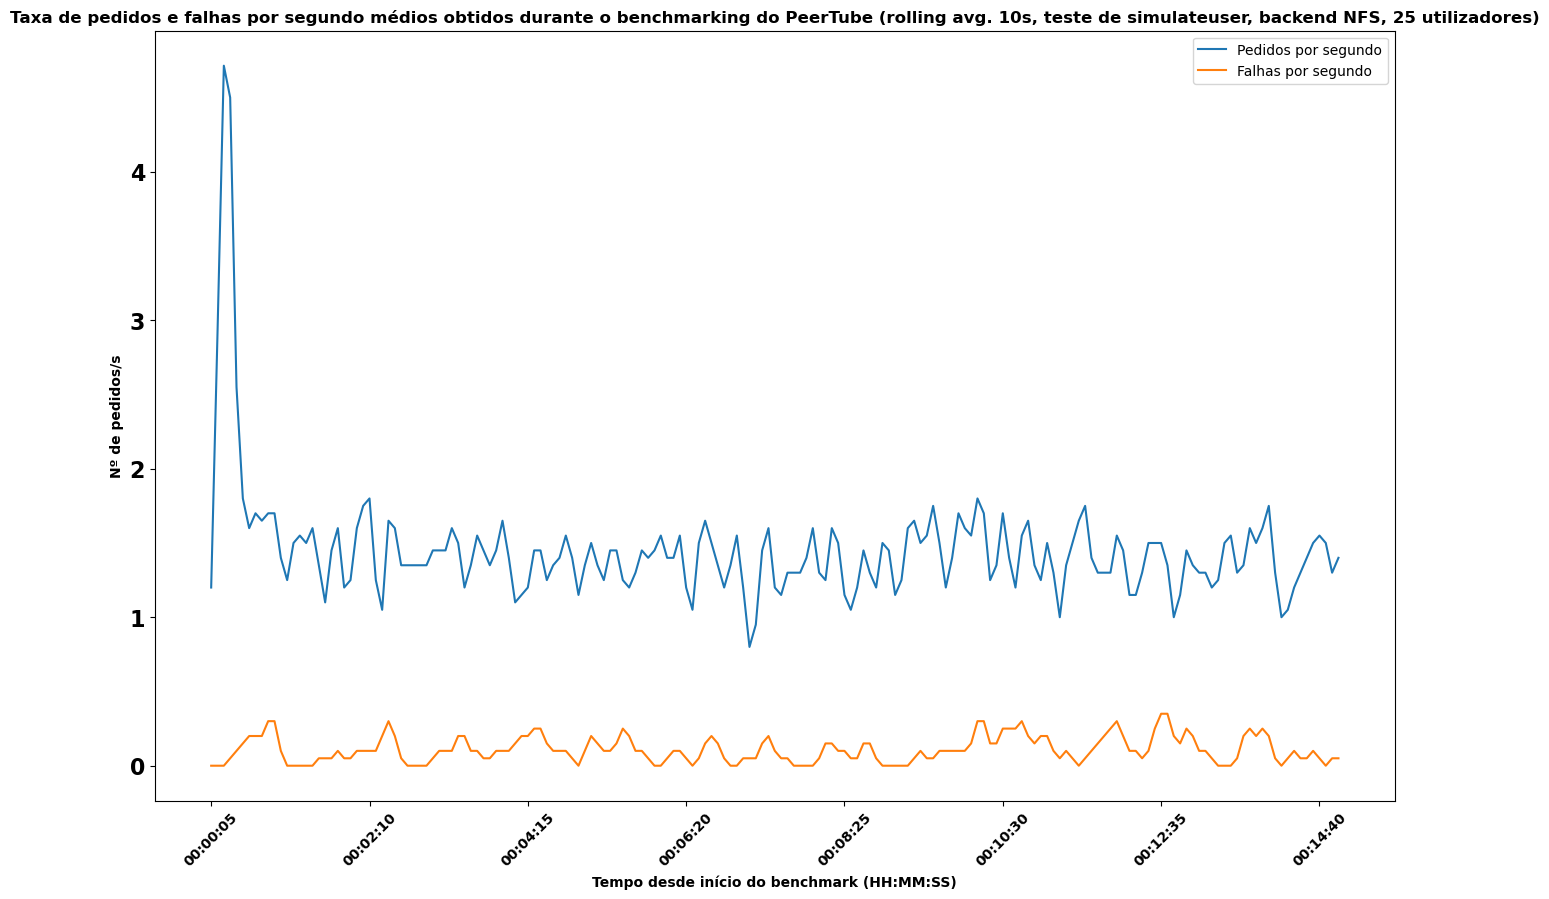 Taxa de pedidos e falhas por segundo médios obtidos durante o benchmarking do PeerTube (rolling avg. 10s, teste de simulateuser, backend NFS, 25 utilizadores)
Pedidos por segundo
Falhas por segundo
4
3
2
1
0
Nº de pedidos/s
00:00:05
00:02:10
00:04:15
00:06:20
00:08:25
00:10:30
00:12:35
00:14:40
Tempo desde início do benchmark (HH:MM:SS)